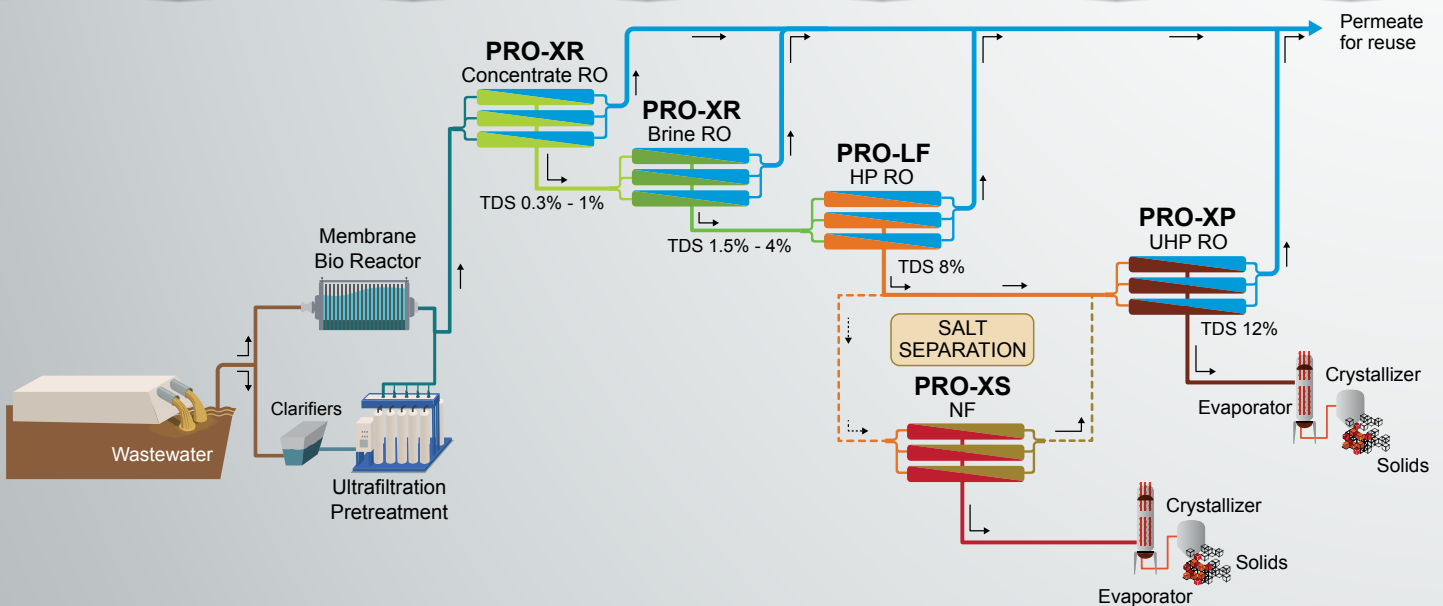 Permeate
for reuse
PRO-XR
Concentrate RO
PRO-XR
Brine RO
PRO-LF
HP RO
TDS 0.3% - 1%
PRO-XP
UHP RO
Membrane
Bio Reactor
TDS 1.5% - 4%
TDS 8%
SALT
SEPARATION
TDS 12%
PRO-XS
NF
Crystallizer
Evaporator
Clarifiers
Wastewater
Solids
Ultrafiltration
Pretreatment
Crystallizer
Solids
Evaporator